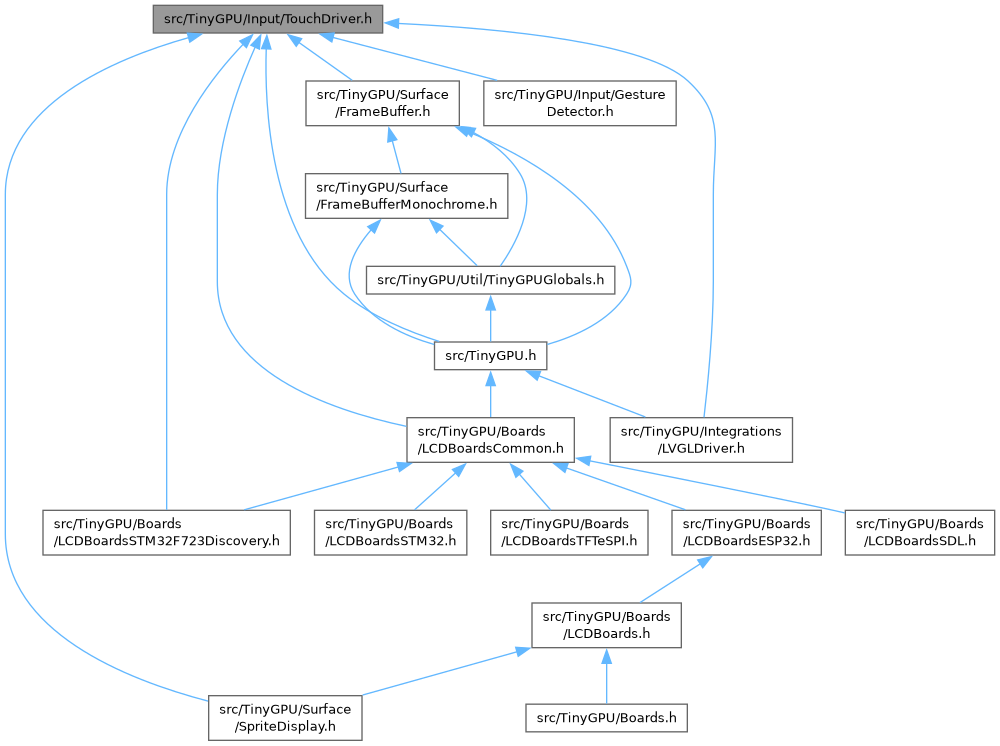 src/TinyGPU/Input/TouchDriver.h
src/TinyGPU/Surface
/FrameBuffer.h
src/TinyGPU/Input/Gesture
Detector.h
src/TinyGPU/Surface
/FrameBufferMonochrome.h
src/TinyGPU/Util/TinyGPUGlobals.h
src/TinyGPU.h
src/TinyGPU/Boards
/LCDBoardsCommon.h
src/TinyGPU/Integrations
/LVGLDriver.h
src/TinyGPU/Boards
/LCDBoardsSTM32F723Discovery.h
src/TinyGPU/Boards
/LCDBoardsSTM32.h
src/TinyGPU/Boards
/LCDBoardsTFTeSPI.h
src/TinyGPU/Boards
/LCDBoardsESP32.h
src/TinyGPU/Boards
/LCDBoardsSDL.h
src/TinyGPU/Boards
/LCDBoards.h
src/TinyGPU/Surface
/SpriteDisplay.h
src/TinyGPU/Boards.h